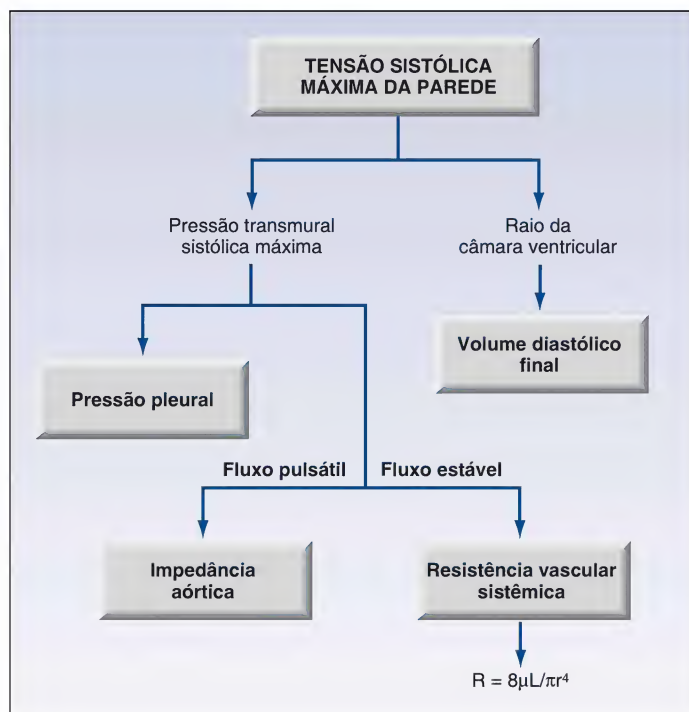 TENSÃO SISTÓLICA
MÁXIMA DA PAREDE
Pressão transmural
sistólica máxima
Raio da
câmara ventricular
Volume diastólico
final
Pressão pleural
Fluxo pulsátil
Fluxo estável
Impedância
aórtica
Resistência vascular
sistêmica
R = 8μL/πr⁴